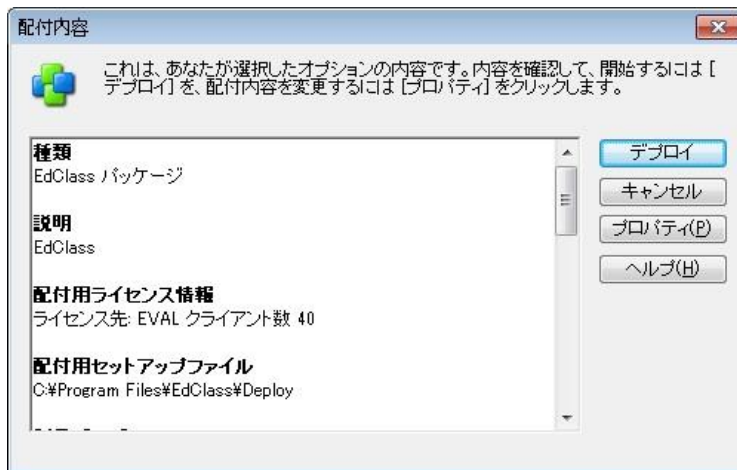 配付内容
これは、あなたが選択したオプションの内容です。内容を確認して、開始するには [
デプロイ] を、配付内容を変更するには [プロパティ] をクリックします。
種類
EdClass パッケージ
説明
EdClass
配付用ライセンス情報
ライセンス先: EVAL クライアント数 40
配付用セットアップファイル
C:¥Program Files¥EdClass¥Deploy
デプロイ
キャンセル
プロパティ(P)
ヘルプ(H)